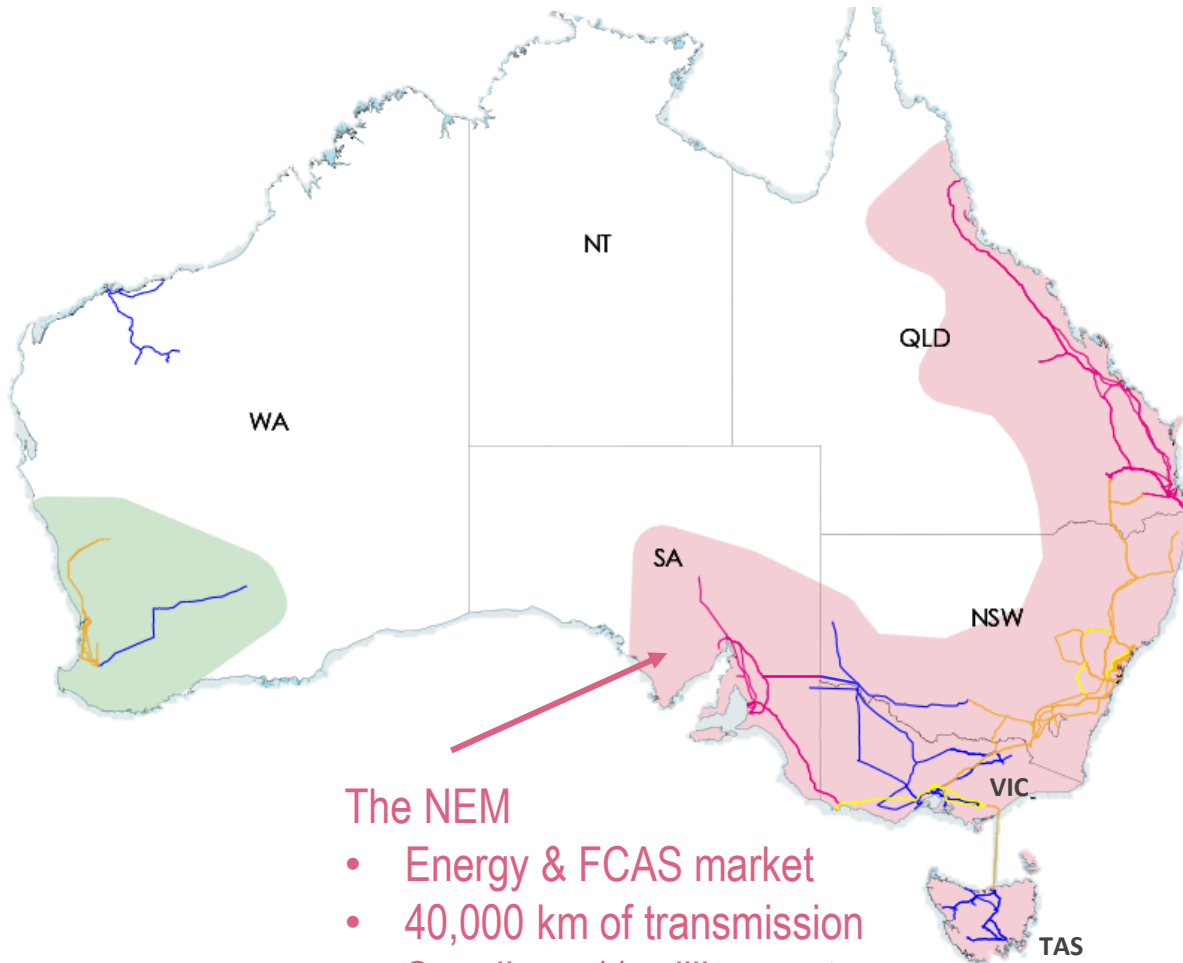 NT
QLD
WA
SA
NSW
VIC
The NEM
• Energy & FCAS market
• 40,000 km of transmission
TAS